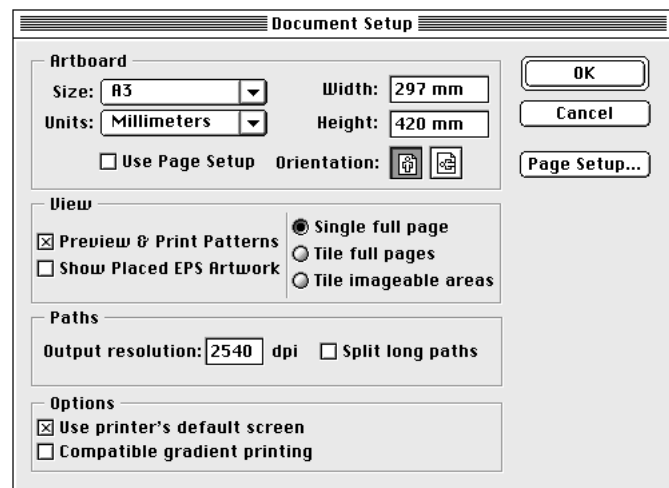 Document Setup
Artboard
Size: A3
Width: 297 mm
Units: Millimeters
Height: 420 mm
Use Page Setup
Orientation:
OK
Cancel
Page Setup...
View
Preview & Print Patterns
Show Placed EPS Artwork
Single full page
Tile full pages
Tile imageable areas
Paths
Output resolution: 2540 dpi
Split long paths
Options
Use printer's default screen
Compatible gradient printing